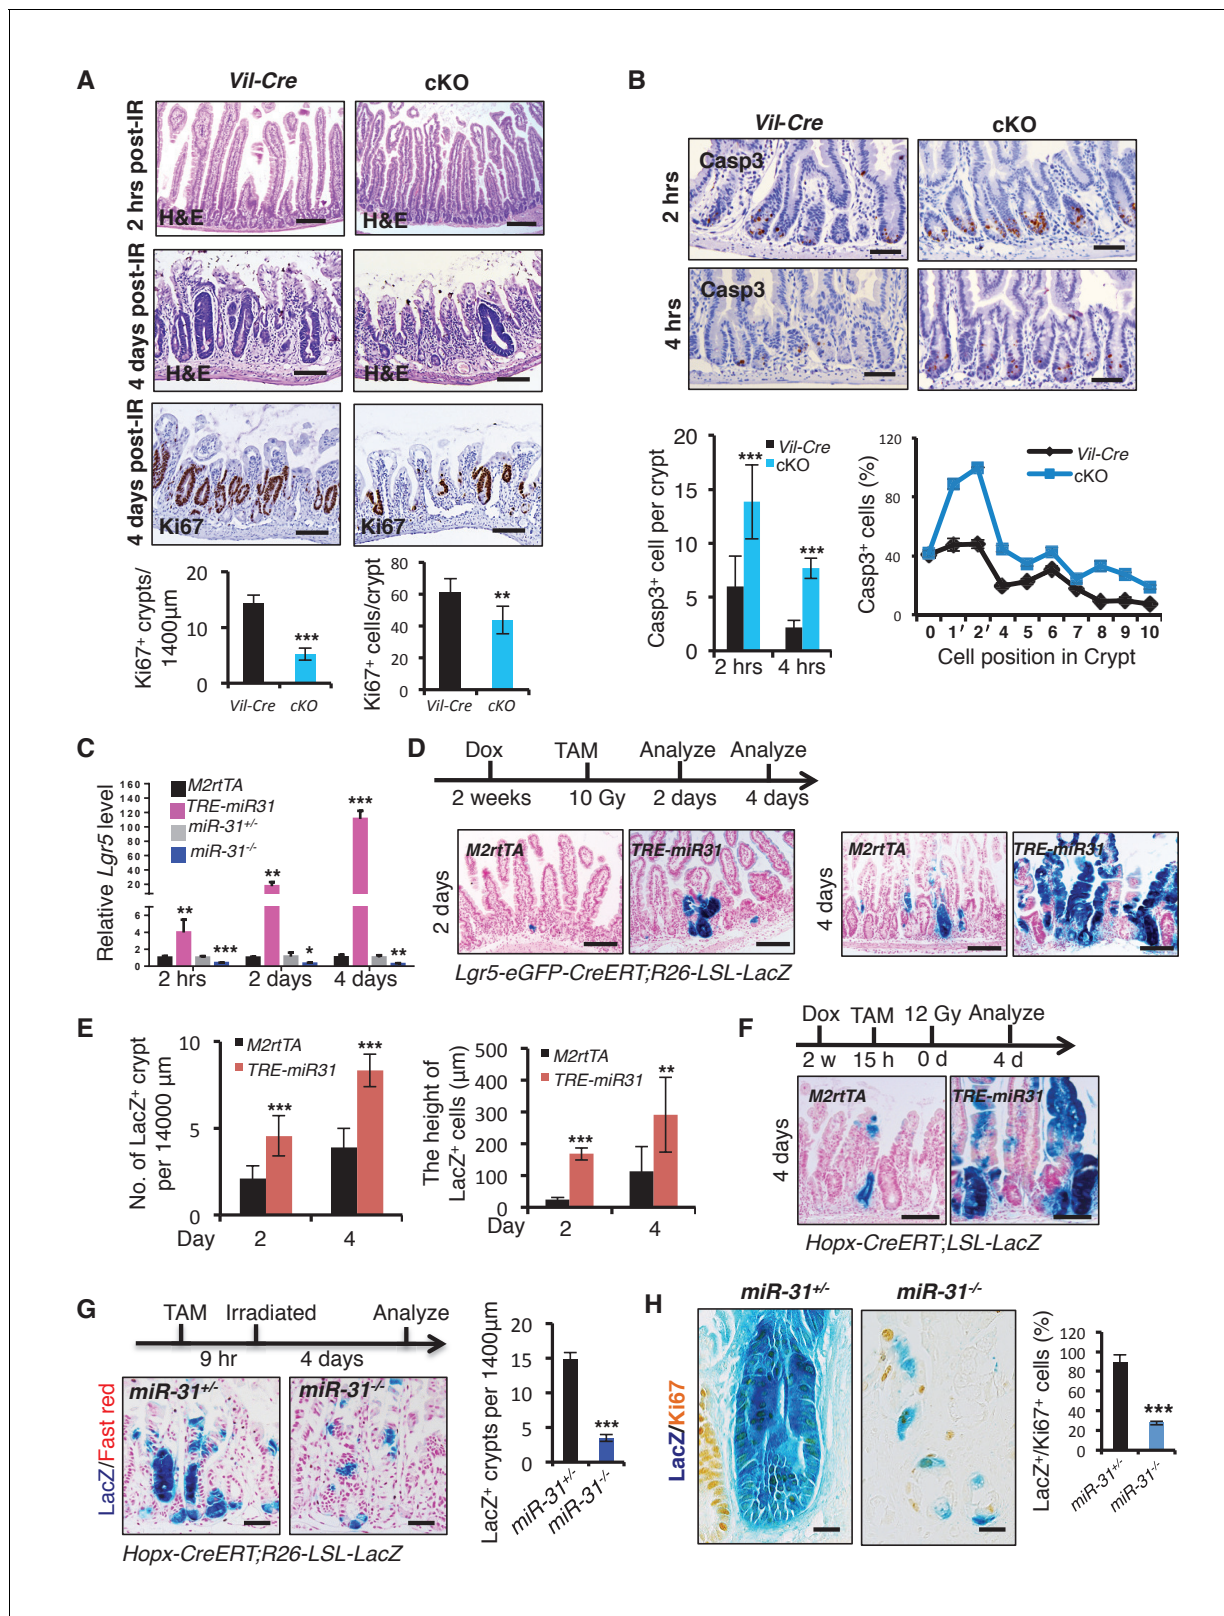 A
Vil-Cre
cKO
2 hrs post-IR
H&E
H&E
4 days post-IR
H&E
H&E
4 days post-IR
Ki67
Ki67
Ki67+ crypts/
1400μm
20
10
0
***
Vil-Cre
cKO
Ki67+ cells/crypt
80
60
40
20
0
**
Vil-Cre
cKO
B
Vil-Cre
cKO
2 hrs
Casp3
4 hrs
Casp3
Casp3+ cell per crypt
20
15
10
5
0
Vil-Cre
cKO
***
***
2 hrs
4 hrs
Casp3+ cells (%)
120
80
40
0
Vil-Cre
cKO
0 1′ 2′ 4 5 6 7 8 9 10
Cell position in Crypt
C
Relative Lgr5 level
160
140
120
100
80
60
40
20
6
4
2
0
M2rtTA
TRE-miR31
miR-31+/-
miR-31-/-
**
***
**
*
***
**
2 hrs
2 days
4 days
D
Dox
TAM
Analyze
Analyze
2 weeks
10 Gy
2 days
4 days
2 days
M2rtTA
TRE-miR31
4 days
M2rtTA
TRE-miR31
Lgr5-eGFP-CreERT;R26-LSL-LacZ
E
No. of LacZ+ crypt
per 14000 μm
10
5
0
M2rtTA
TRE-miR31
***
***
Day
2
4
The height of
LacZ+ cells (μm)
500
400
300
200
100
0
M2rtTA
TRE-miR31
***
**
2
4
F
Dox
TAM
12 Gy
Analyze
2 w
15 h
0 d
4 d
4 days
M2rtTA
TRE-miR31
Hopx-CreERT;LSL-LacZ
G
TAM
Irradiated
Analyze
9 hr
4 days
LacZ/Fast red
miR-31+/-
miR-31-/-
Hopx-CreERT;R26-LSL-LacZ
LacZ+ crypts per 1400μm
20
15
10
5
0
***
miR-31+/-
miR-31-/-
H
miR-31+/-
miR-31-/-
LacZ/Ki67
LacZ+/Ki67+ cells (%)
120
100
80
60
40
20
0
***
miR-31+/-
miR-31-/-